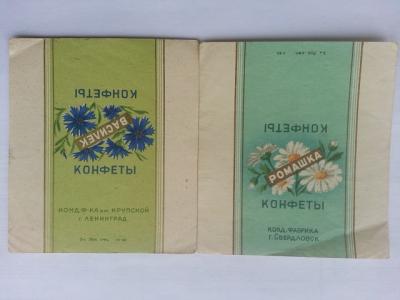 КОНФЕТЫ
ВАСИЛЕК
КОНФЕТЫ
КОНД. Ф-КА им. КРУПСКОЙ
г. ЛЕНИНГРАД
КОНФЕТЫ
РОМАШКА
КОНФЕТЫ
КОНД. ФАБРИКА
г. СВЕРДЛОВСК